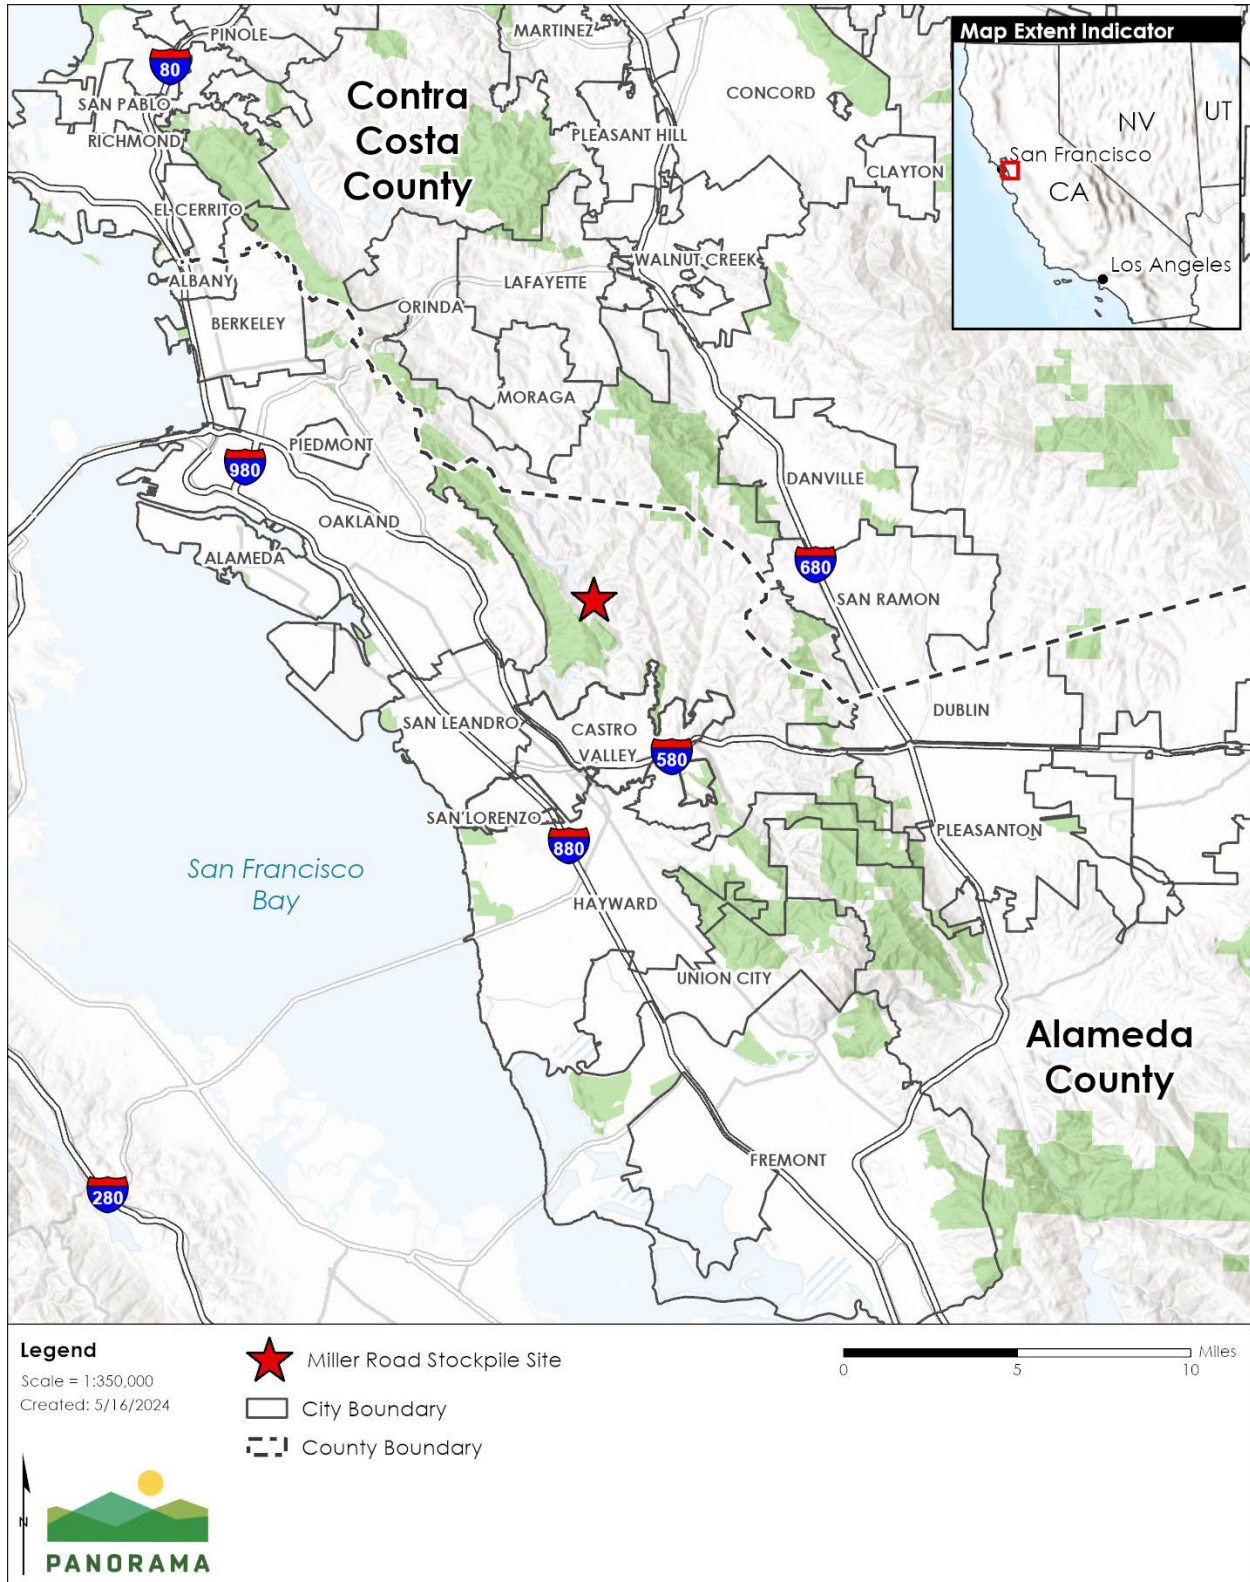 PINOLE
MARTINEZ
Map Extent Indicator
80
Contra
Costa
County
CONCORD
SAN PABLO
RICHMOND
PLEASANT HILL
CLAYTON
NV
UT
San Francisco
CA
EL CERRITO
ALBANY
WALNUT CREEK
LAFAYETTE
Los Angeles
ORINDA
BERKELEY
MORAGA
PIEDMONT
980
DANVILLE
OAKLAND
ALAMEDA
680
SAN RAMON
SAN LEANDRO
CASTRO
VALLEY
DUBLIN
580
SAN LORENZO
880
PLEASANTON
San Francisco
Bay
HAYWARD
UNION CITY
Alameda
County
FREMONT
280
Legend
Scale = 1:350,000
Created: 5/16/2024
Miller Road Stockpile Site
City Boundary
County Boundary
Miles
0
5
10
N
PANORAMA